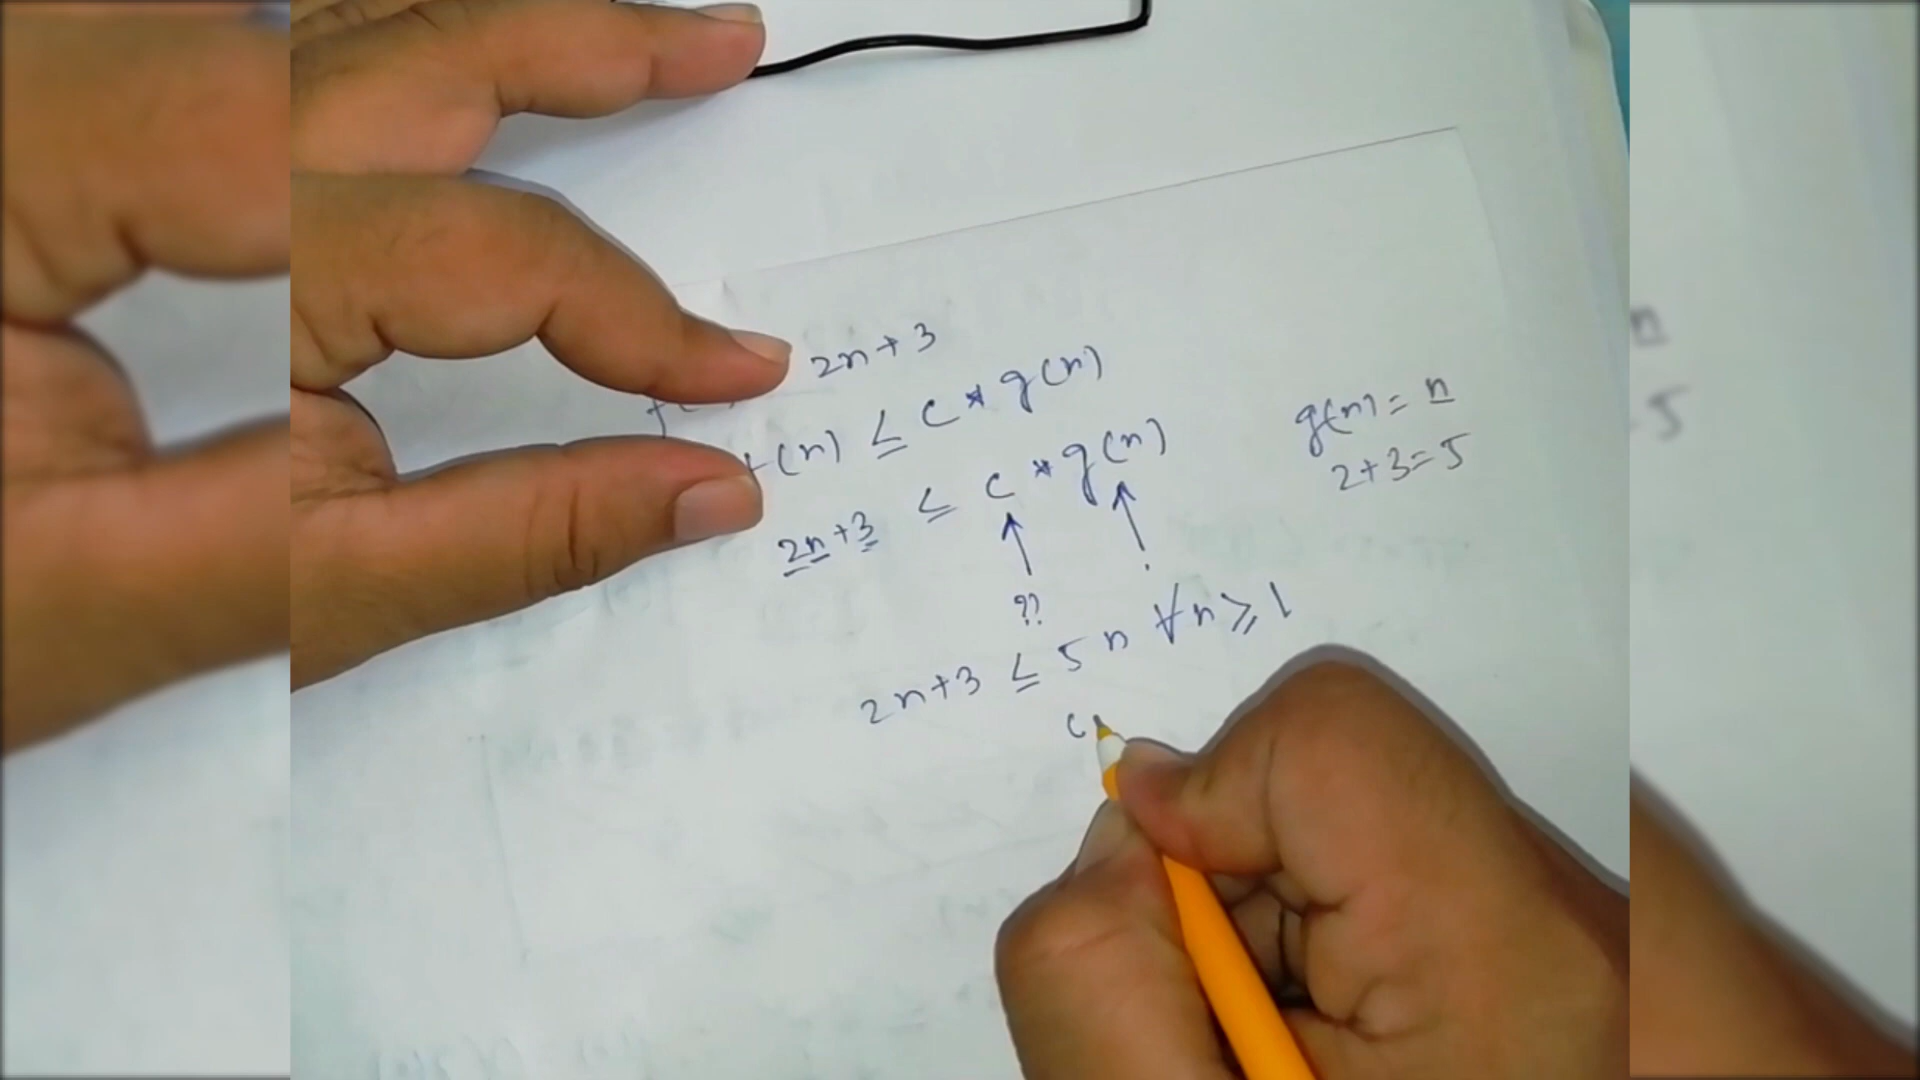 2n+3
f(n) ≤ c * g(n)
2n+3 ≤ c * g(n)
??
2n+3 ≤ 5n ∀n ≥ 1
c
g(n) = n
2+3=5